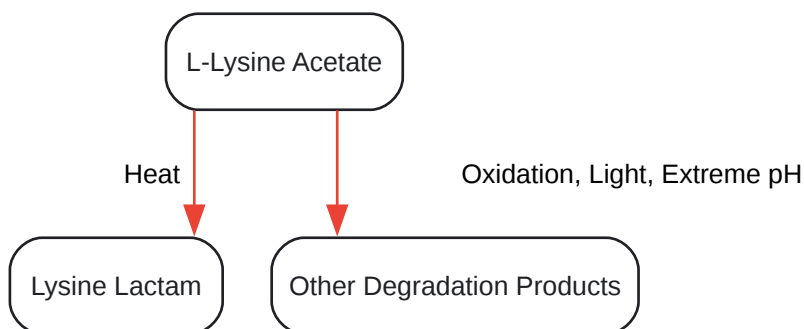 L-Lysine Acetate
Heat
Oxidation, Light, Extreme pH
Lysine Lactam
Other Degradation Products